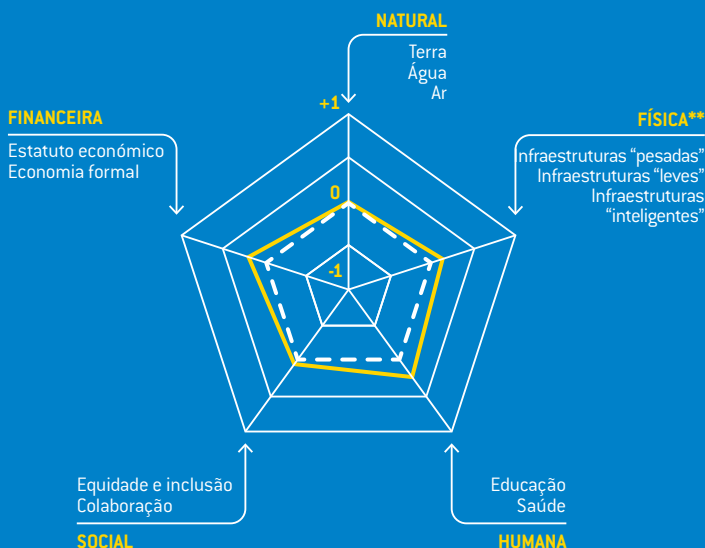 NATURAL
Terra
Água
Ar
+1
FINANCEIRA
Estatuto económico
Economia formal
FÍSICA**
Infraestruturas “pesadas”
Infraestruturas “leves”
Infraestruturas
“inteligentes”
0
-1
Equidade e inclusão
Colaboração
SOCIAL
Educação
Saúde
HUMANA